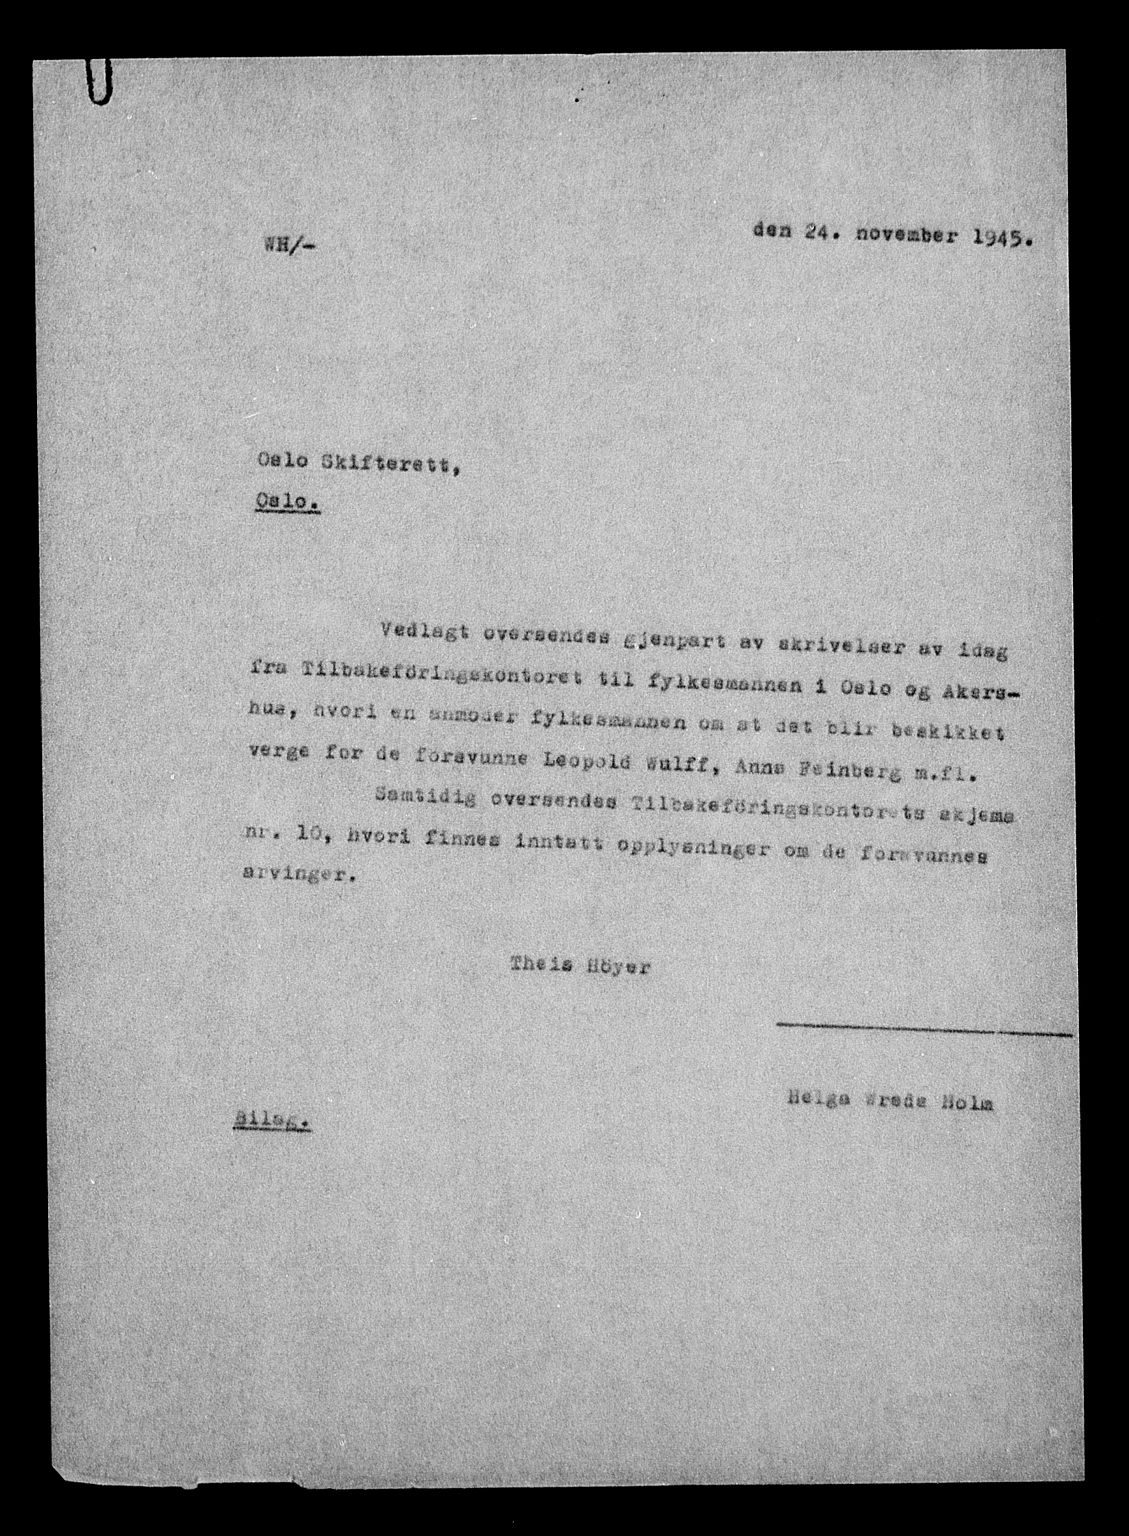 WH/-
den 24. november 1945.
Oslo Skifterett,
Oslo.
Vedlagt oversendes gjenpart av skrivelser av idag
fra Tilbakeföringskontoret til fylkesmannen i Oslo og Akers-
hus, hvori en anmoder fylkesmannen om at det blir beskikket
verge for de forsvunne Leopold Wulff, Anna Feinberg m.fl.
Samtidig oversendes Tilbakeföringskontorets skjema
nr. 10, hvori finnes inntatt opplysninger om de forsvunnes
arvinger.
Theis Höyer
Helga Wrede Holm
Bilag.